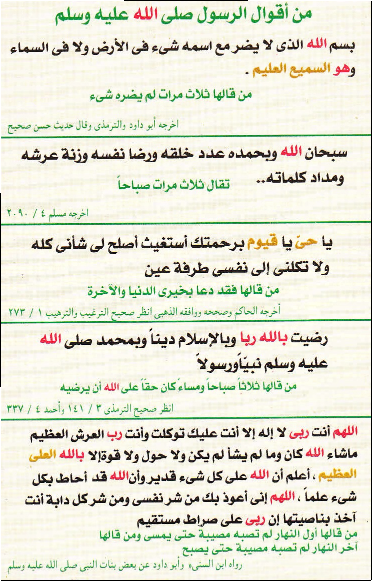 من أقوال الرسول صلى الله عليه وسلم
بسم الله الذى لا يضر مع اسمه شىء فى الأرض ولا فى السماء
وهو السميع العليم .
من قالها ثلاث مرات لم يضره شىء
اخرجه أبو داود والترمذى وقال حديث حسن صحيح
سبحان الله وبحمده عدد خلقه ورضا نفسه وزنة عرشه
ومداد كلماته..
تقال ثلاث مرات صباحاً
اخرجه مسلم ٤ / ٢٠٩٠
يا حىّ يا قيوم برحمتك أستغيث أصلح لى شأنى كله
ولا تكلنى إلى نفسى طرفة عين
من قالها فقد دعا بخيرى الدنيا والآخرة
أخرجه الحاكم وصححه ووافقه الذهبى انظر صحيح الترغيب والترهيب ١ / ٢٧٣
رضيت بالله ربا وبالإسلام ديناً وبمحمد صلى الله
عليه وسلم نبيّاً ورسولاً
من قالها ثلاثاً صباحاً ومساءً كان حقاً على الله أن يرضيه
انظر صحيح الترمذى ٣ / ١٤١ وأحمد ٤ / ٣٣٧
اللهم أنت ربى لا إله إلا أنت عليك توكلت وأنت رب العرش العظيم
ماشاء الله كان وما لم يشأ لم يكن ولا حول ولا قوة إلا بالله العلى
العظيم . أعلم أن الله على كل شىء قدير وأن الله قد أحاط بكل
شىء علماً . اللهم إنى أعوذ بك من شر نفسى ومن شر كل دابة أنت
آخذ بناصيتها إن ربى على صراط مستقيم
من قالها أول النهار لم تصبه مصيبة حتى يمسى ومن قالها
آخر النهار لم تصبه مصيبة حتى يصبح
رواه ابن السنىء وأبو داود عن بعض بنات النبى صلى الله عليه وسلم